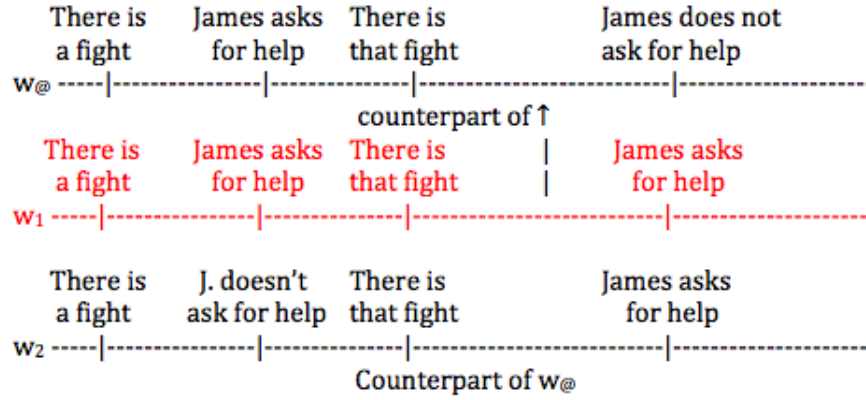 There is James asks There is James does not
a fight for help that fight ask for help
w@ -----|----------------|---------------|---------------------------|--------------------
counterpart of ↑
There is James asks There is | James asks
a fight for help that fight | for help
w1 -----|----------------|---------------|---------------------------|--------------------
There is J. doesn't There is James asks
a fight ask for help that fight for help
w2 -----|----------------|---------------|---------------------------|--------------------
Counterpart of w@